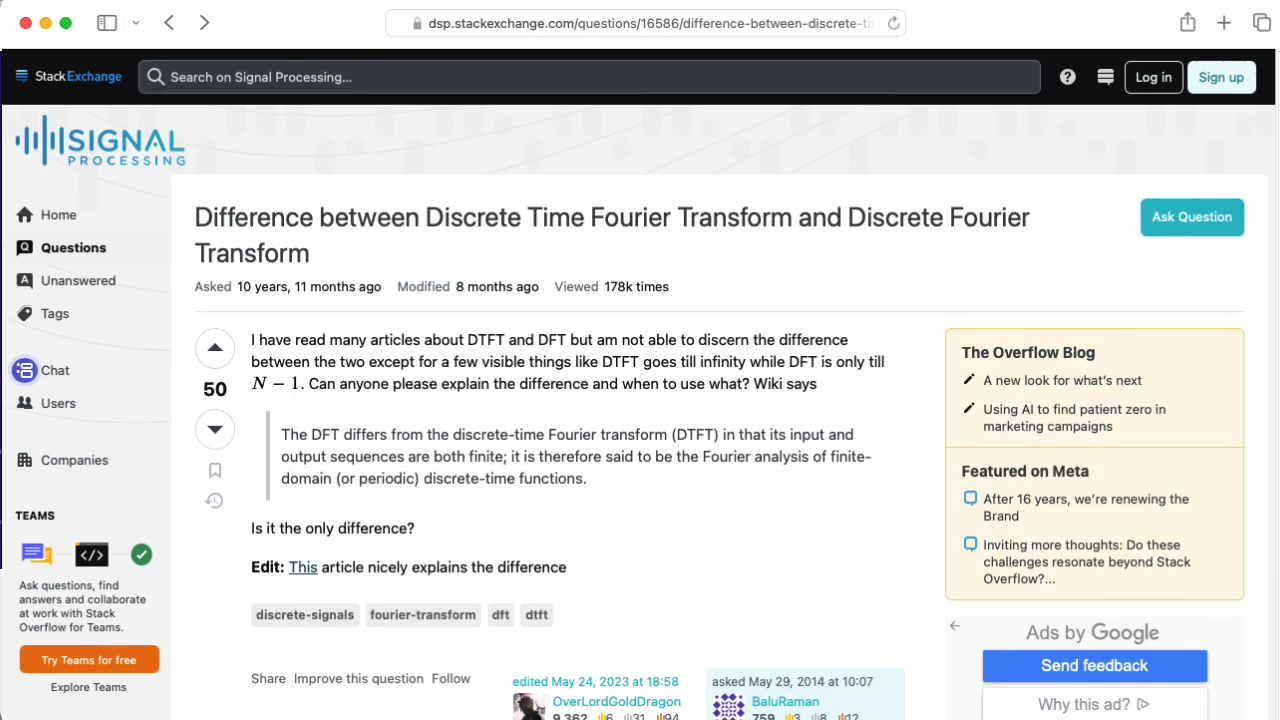 dsp.stackexchange.com/questions/16586/difference-between-discrete-ti
StackExchange
Search on Signal Processing...
Log in
Sign up
SIGNAL
PROCESSING
Home
Questions
Unanswered
Tags
Chat
Users
Companies
TEAMS
Ask questions, find
answers and collaborate
at work with Stack
Overflow for Teams.
Try Teams for free
Explore Teams
Difference between Discrete Time Fourier Transform and Discrete Fourier
Transform
Ask Question
Asked 10 years, 11 months ago Modified 8 months ago Viewed 178k times
50
I have read many articles about DTFT and DFT but am not able to discern the difference
between the two except for a few visible things like DTFT goes till infinity while DFT is only till
N − 1. Can anyone please explain the difference and when to use what? Wiki says
The DFT differs from the discrete-time Fourier transform (DTFT) in that its input and
output sequences are both finite; it is therefore said to be the Fourier analysis of finite-
domain (or periodic) discrete-time functions.
Is it the only difference?
Edit: This article nicely explains the difference
discrete-signals fourier-transform dft dtft
Share Improve this question Follow
edited May 24, 2023 at 18:58
OverLordGoldDragon
9,362 6 31 94
asked May 29, 2014 at 10:07
BaluRaman
759 3 8 12
The Overflow Blog
A new look for what's next
Using AI to find patient zero in
marketing campaigns
Featured on Meta
After 16 years, we're renewing the
Brand
Inviting more thoughts: Do these
challenges resonate beyond Stack
Overflow?...
Ads by Google
Send feedback
Why this ad?